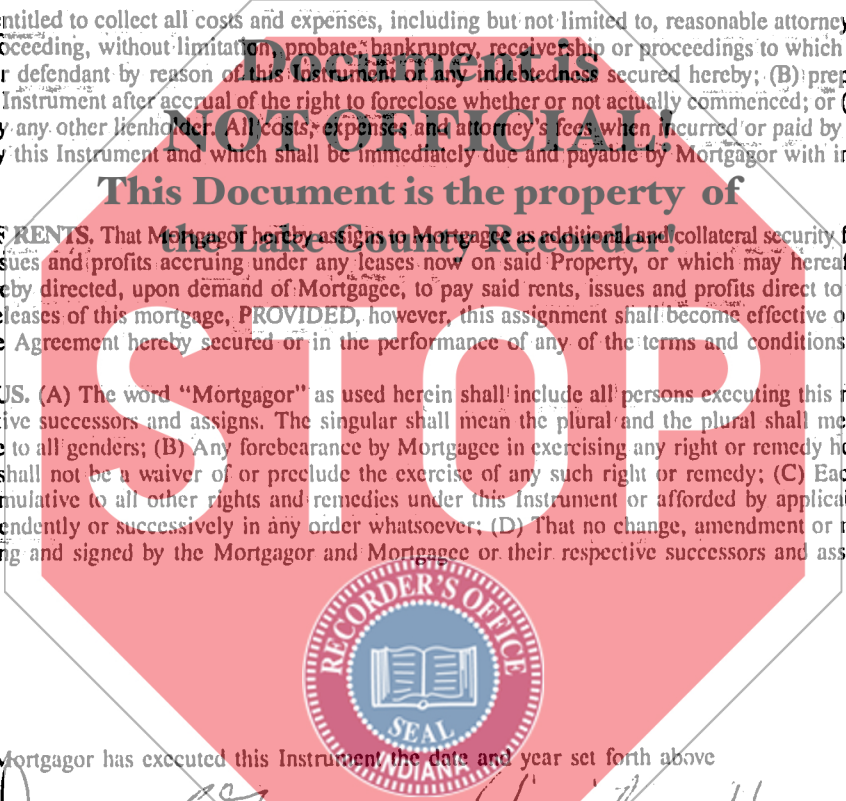 entitled to collect all costs and expenses, including but not limited to, reasonable attorney
oceeding, without limitation, probate, bankruptcy, receivership or proceedings to which
Document is
r defendant by reason of this Instrument or any indebtedness secured hereby; (B) prep
Instrument after accrual of the right to foreclose whether or not actually commenced; or (
NOT OFFICIAL!
y any other lienholder. All costs, expenses and attorney's fees when incurred or paid by
y this Instrument and which shall be immediately due and payable by Mortgagor with in
This Document is the property of
F RENTS. That Mortgagor hereby assigns to Mortgagee as additional and collateral security f
the Lake County Recorder!
sues and profits accruing under any leases now on said Property, or which may hereaf
eby directed, upon demand of Mortgagee, to pay said rents, issues and profits direct to
eleases of this mortgage, PROVIDED, however, this assignment shall become effective o
e Agreement hereby secured or in the performance of any of the terms and conditions
STOP
US. (A) The word "Mortgagor" as used herein shall include all persons executing this m
tive successors and assigns. The singular shall mean the plural and the plural shall me
e to all genders; (B) Any forebearance by Mortgagee in exercising any right or remedy he
shall not be a waiver of or preclude the exercise of any such right or remedy; (C) Eac
mulative to all other rights and remedies under this Instrument or afforded by applica
endently or successively in any order whatsoever; (D) That no change, amendment or m
ng and signed by the Mortgagor and Mortgagee or their respective successors and ass
RECORDER'S OFFICE
SEAL
INDIANA
Mortgagor has executed this Instrument the date and year set forth above